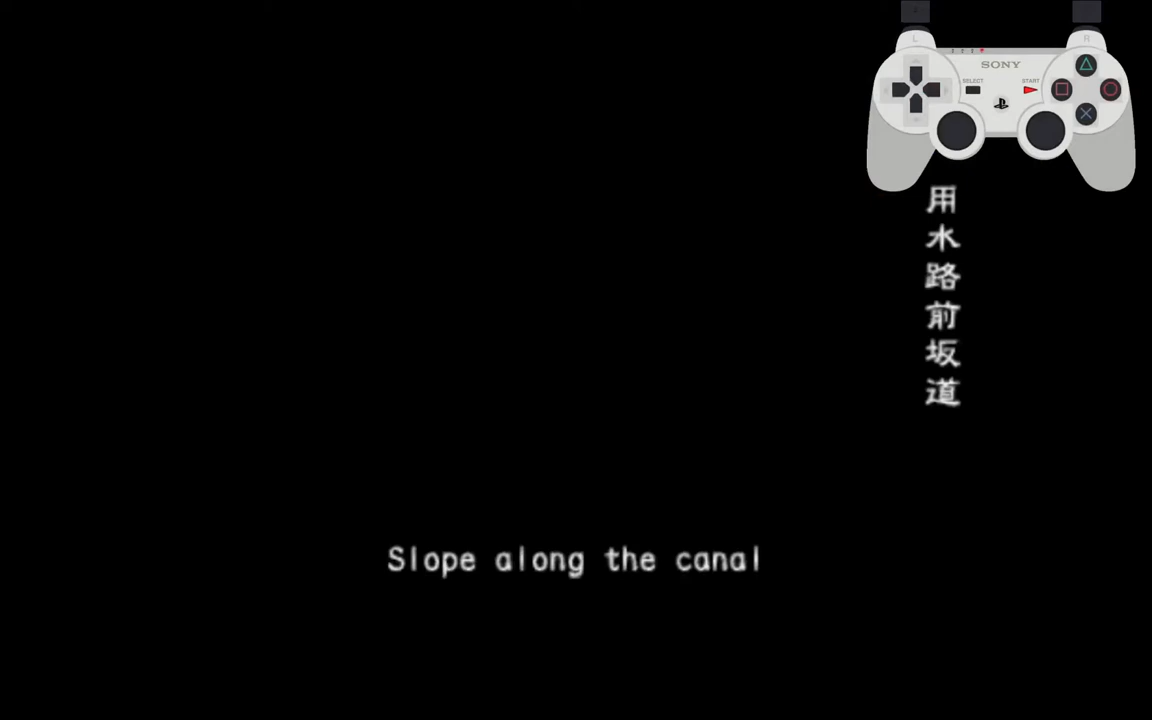 L
R
SONY
SELECT
START
用水路前坂道
Slope along the canal